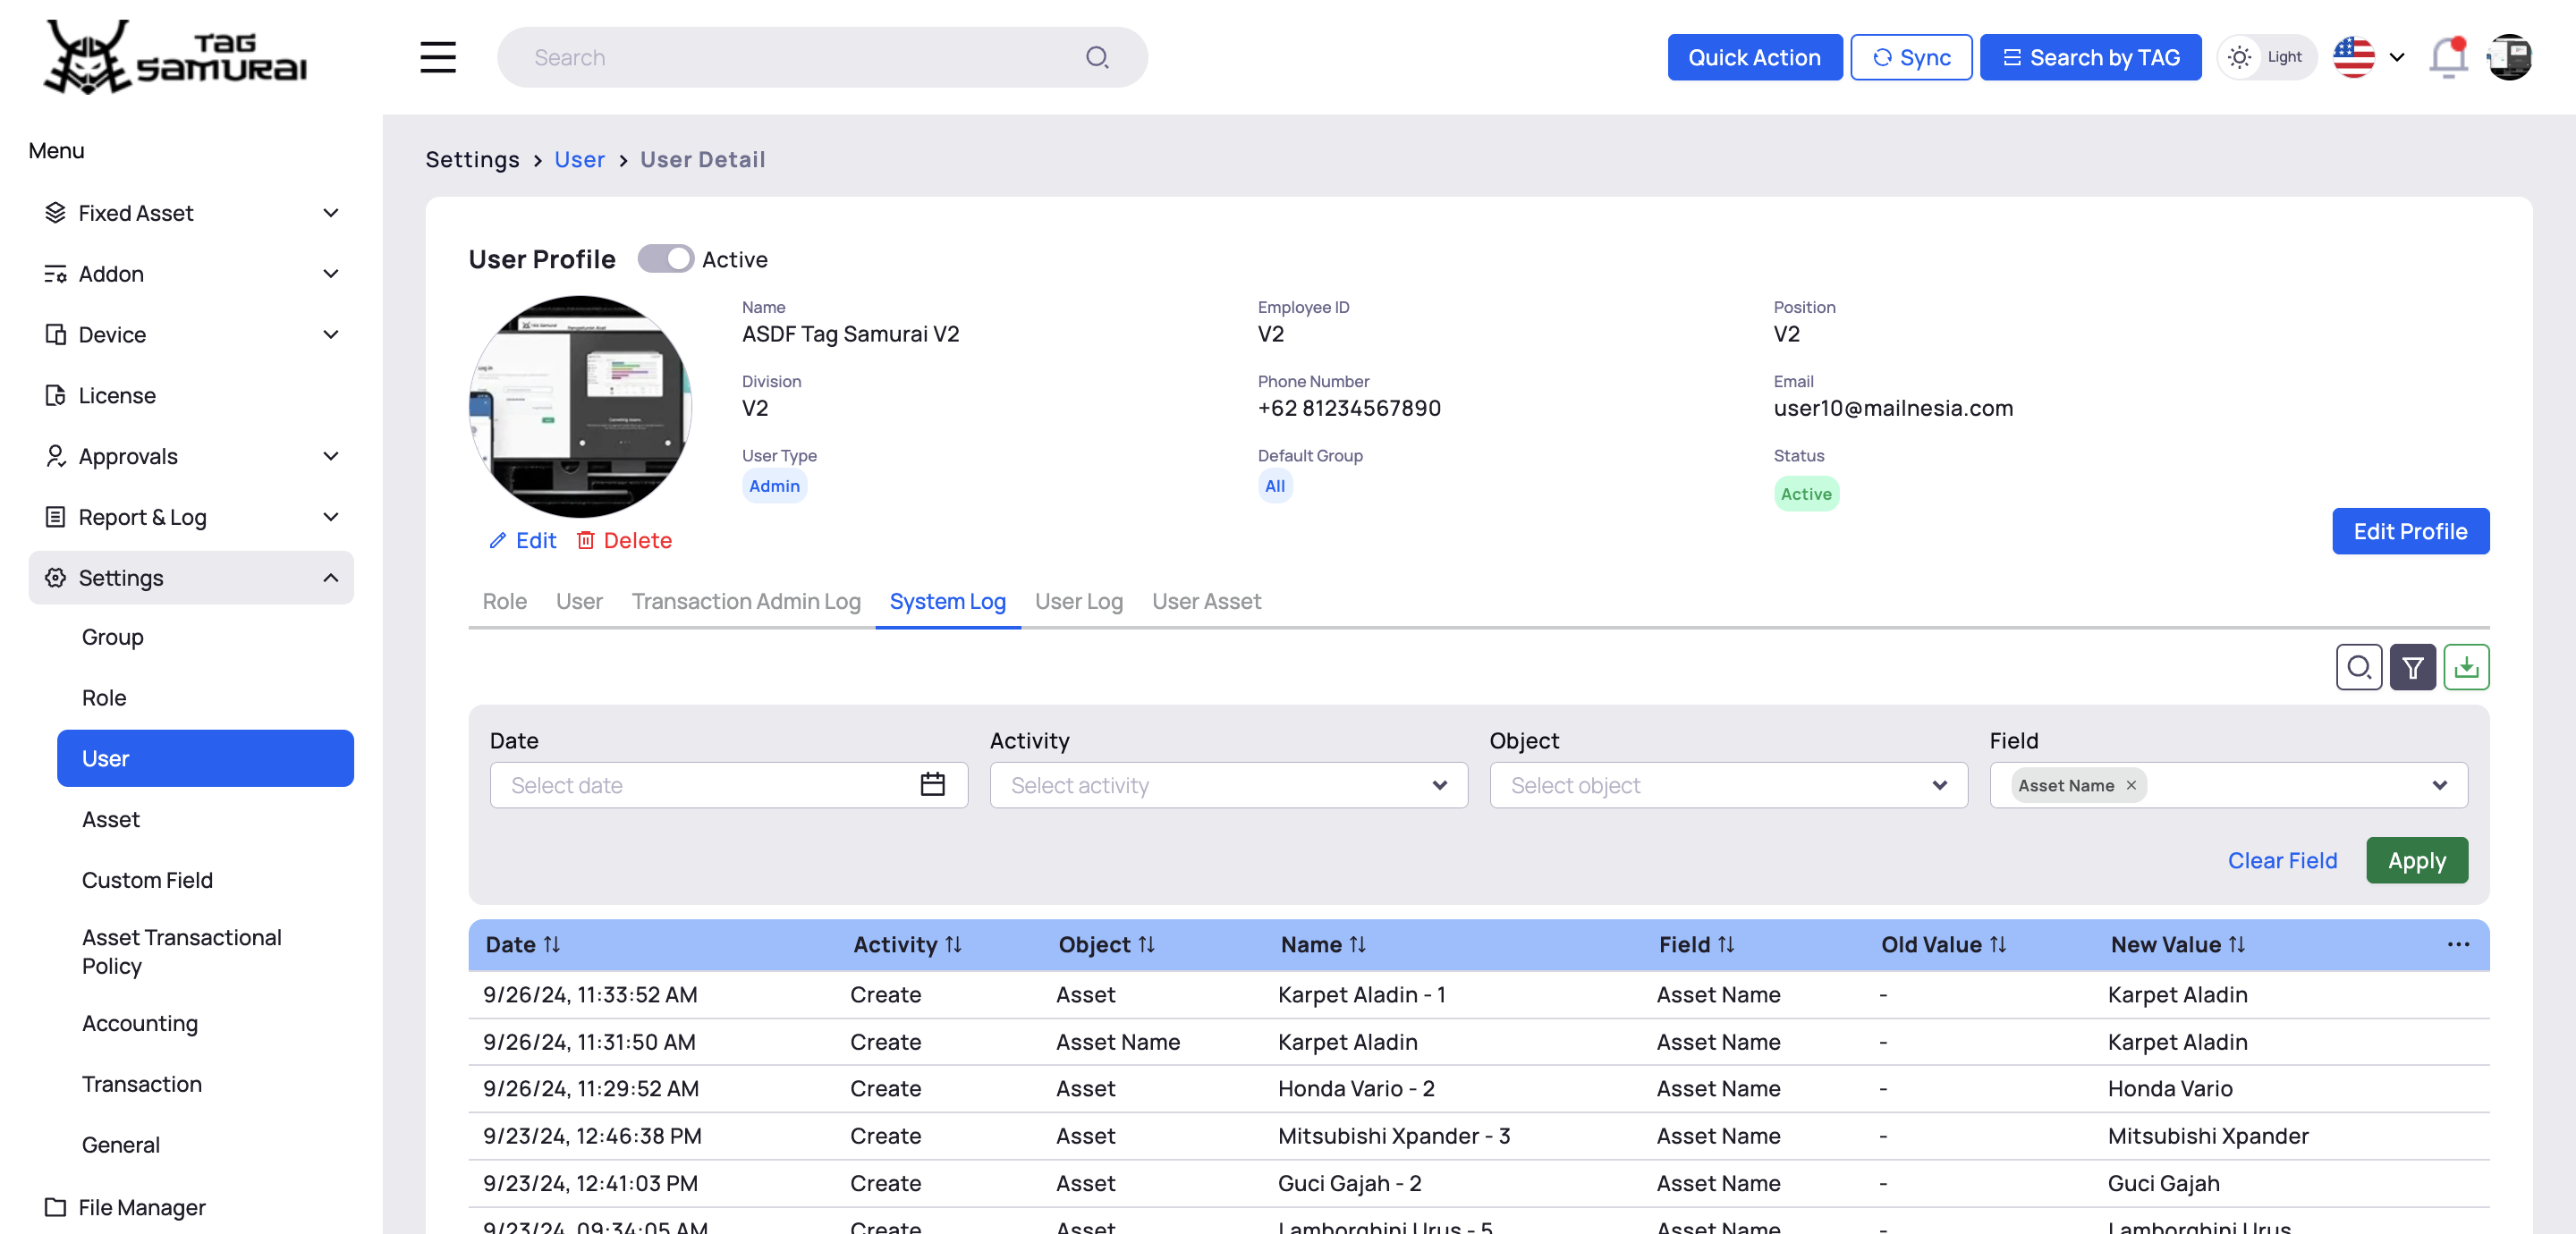 TAG SAMURAI
Search
Quick Action
Sync
Search by TAG
Light
Menu
Fixed Asset
Addon
Device
License
Approvals
Report & Log
Settings
Group
Role
User
Asset
Custom Field
Asset Transactional
Policy
Accounting
Transaction
General
File Manager
Settings > User > User Detail
User Profile Active
Name
ASDF Tag Samurai V2
Employee ID
V2
Position
V2
Division
V2
Phone Number
+62 81234567890
Email
user10@mailnesia.com
User Type
Admin
Default Group
All
Status
Active
Edit Delete
Edit Profile
Role User Transaction Admin Log System Log User Log User Asset
Date Activity Object Field
Select date Select activity Select object Asset Name ×
Clear Field Apply
Date Activity Object Name Field Old Value New Value ...
9/26/24, 11:33:52 AM Create Asset Karpet Aladin - 1 Asset Name - Karpet Aladin
9/26/24, 11:31:50 AM Create Asset Name Karpet Aladin Asset Name - Karpet Aladin
9/26/24, 11:29:52 AM Create Asset Honda Vario - 2 Asset Name - Honda Vario
9/23/24, 12:46:38 PM Create Asset Mitsubishi Xpander - 3 Asset Name - Mitsubishi Xpander
9/23/24, 12:41:03 PM Create Asset Guci Gajah - 2 Asset Name - Guci Gajah
9/23/24, 09:34:05 AM Create Asset Lamborghini Urus - 5 Asset Name - Lamborghini Urus